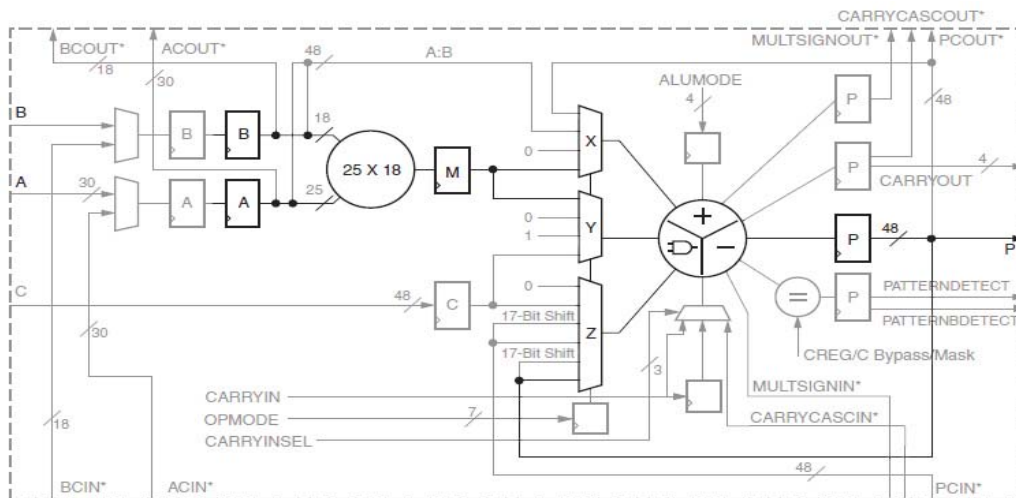 CARRYCASCOUT*
BCOUT* ACOUT* MULTSIGNOUT* PCOUT*
48 A:B
18 30 ALUMODE
B 4 P 48
18
B B X
0
25 X 18 M P 4
A 30 CARRYOUT
A A 25
0 Y + 48
1 − P P
C 48 C 0 = P PATTERNDETECT
17-Bit Shift PATTERNBDETECT
30 Z
17-Bit Shift CREG/C Bypass/Mask
3
CARRYIN MULTSIGNIN*
18 OPMODE 7 CARRYCASCIN*
CARRYINSEL
48
BCIN* ACIN* PCIN*